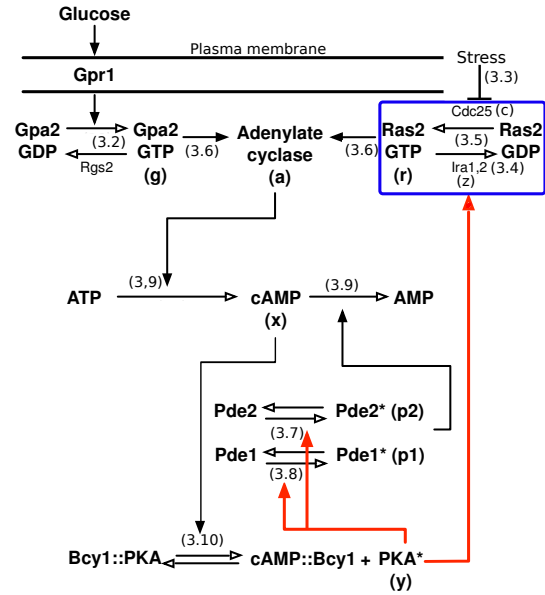 Glucose
Plasma membrane
Gpr1
Stress
(3.3)
Cdc25 (c)
Gpa2 Gpa2 Adenylate Ras2 Ras2
(3.2) (3.6) (3.6) (3.5)
GDP GTP cyclase GTP GDP
Rgs2 Ira1,2 (3.4)
(g) (a) (r) (z)
(3,9) (3.9)
ATP cAMP AMP
(x)
Pde2 Pde2* (p2)
(3.7)
Pde1 Pde1* (p1)
(3.8)
(3.10)
Bcy1::PKA cAMP::Bcy1 + PKA*
(y)